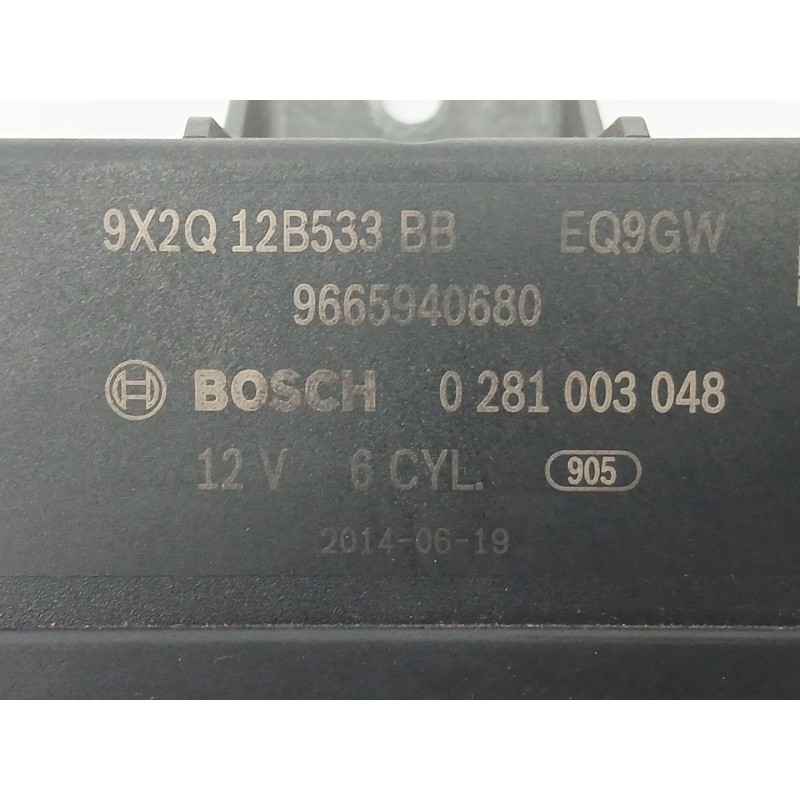 9X2Q 12B533 BB EQ9GW
9665940680
BOSCH 0 281 003 048
12 V 6 CYL. 905
2014-06-19